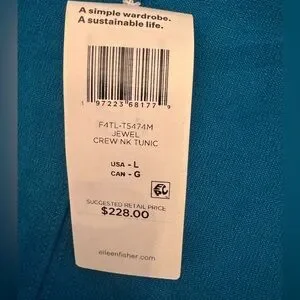 A simple wardrobe.
A sustainable life.
1 97223 68177 9
F4TL-T5474M
JEWEL
CREW NK TUNIC
USA - L
CAN - G
SUGGESTED RETAIL PRICE
$228.00
eileenfisher.com